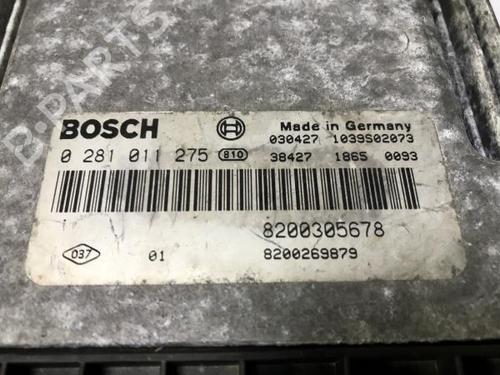 BOSCH
Made in Germany
030427 1039S02073
0 281 011 275 810
38427 1865 0093
8200305678
037 01 8200269879
B-PARTS